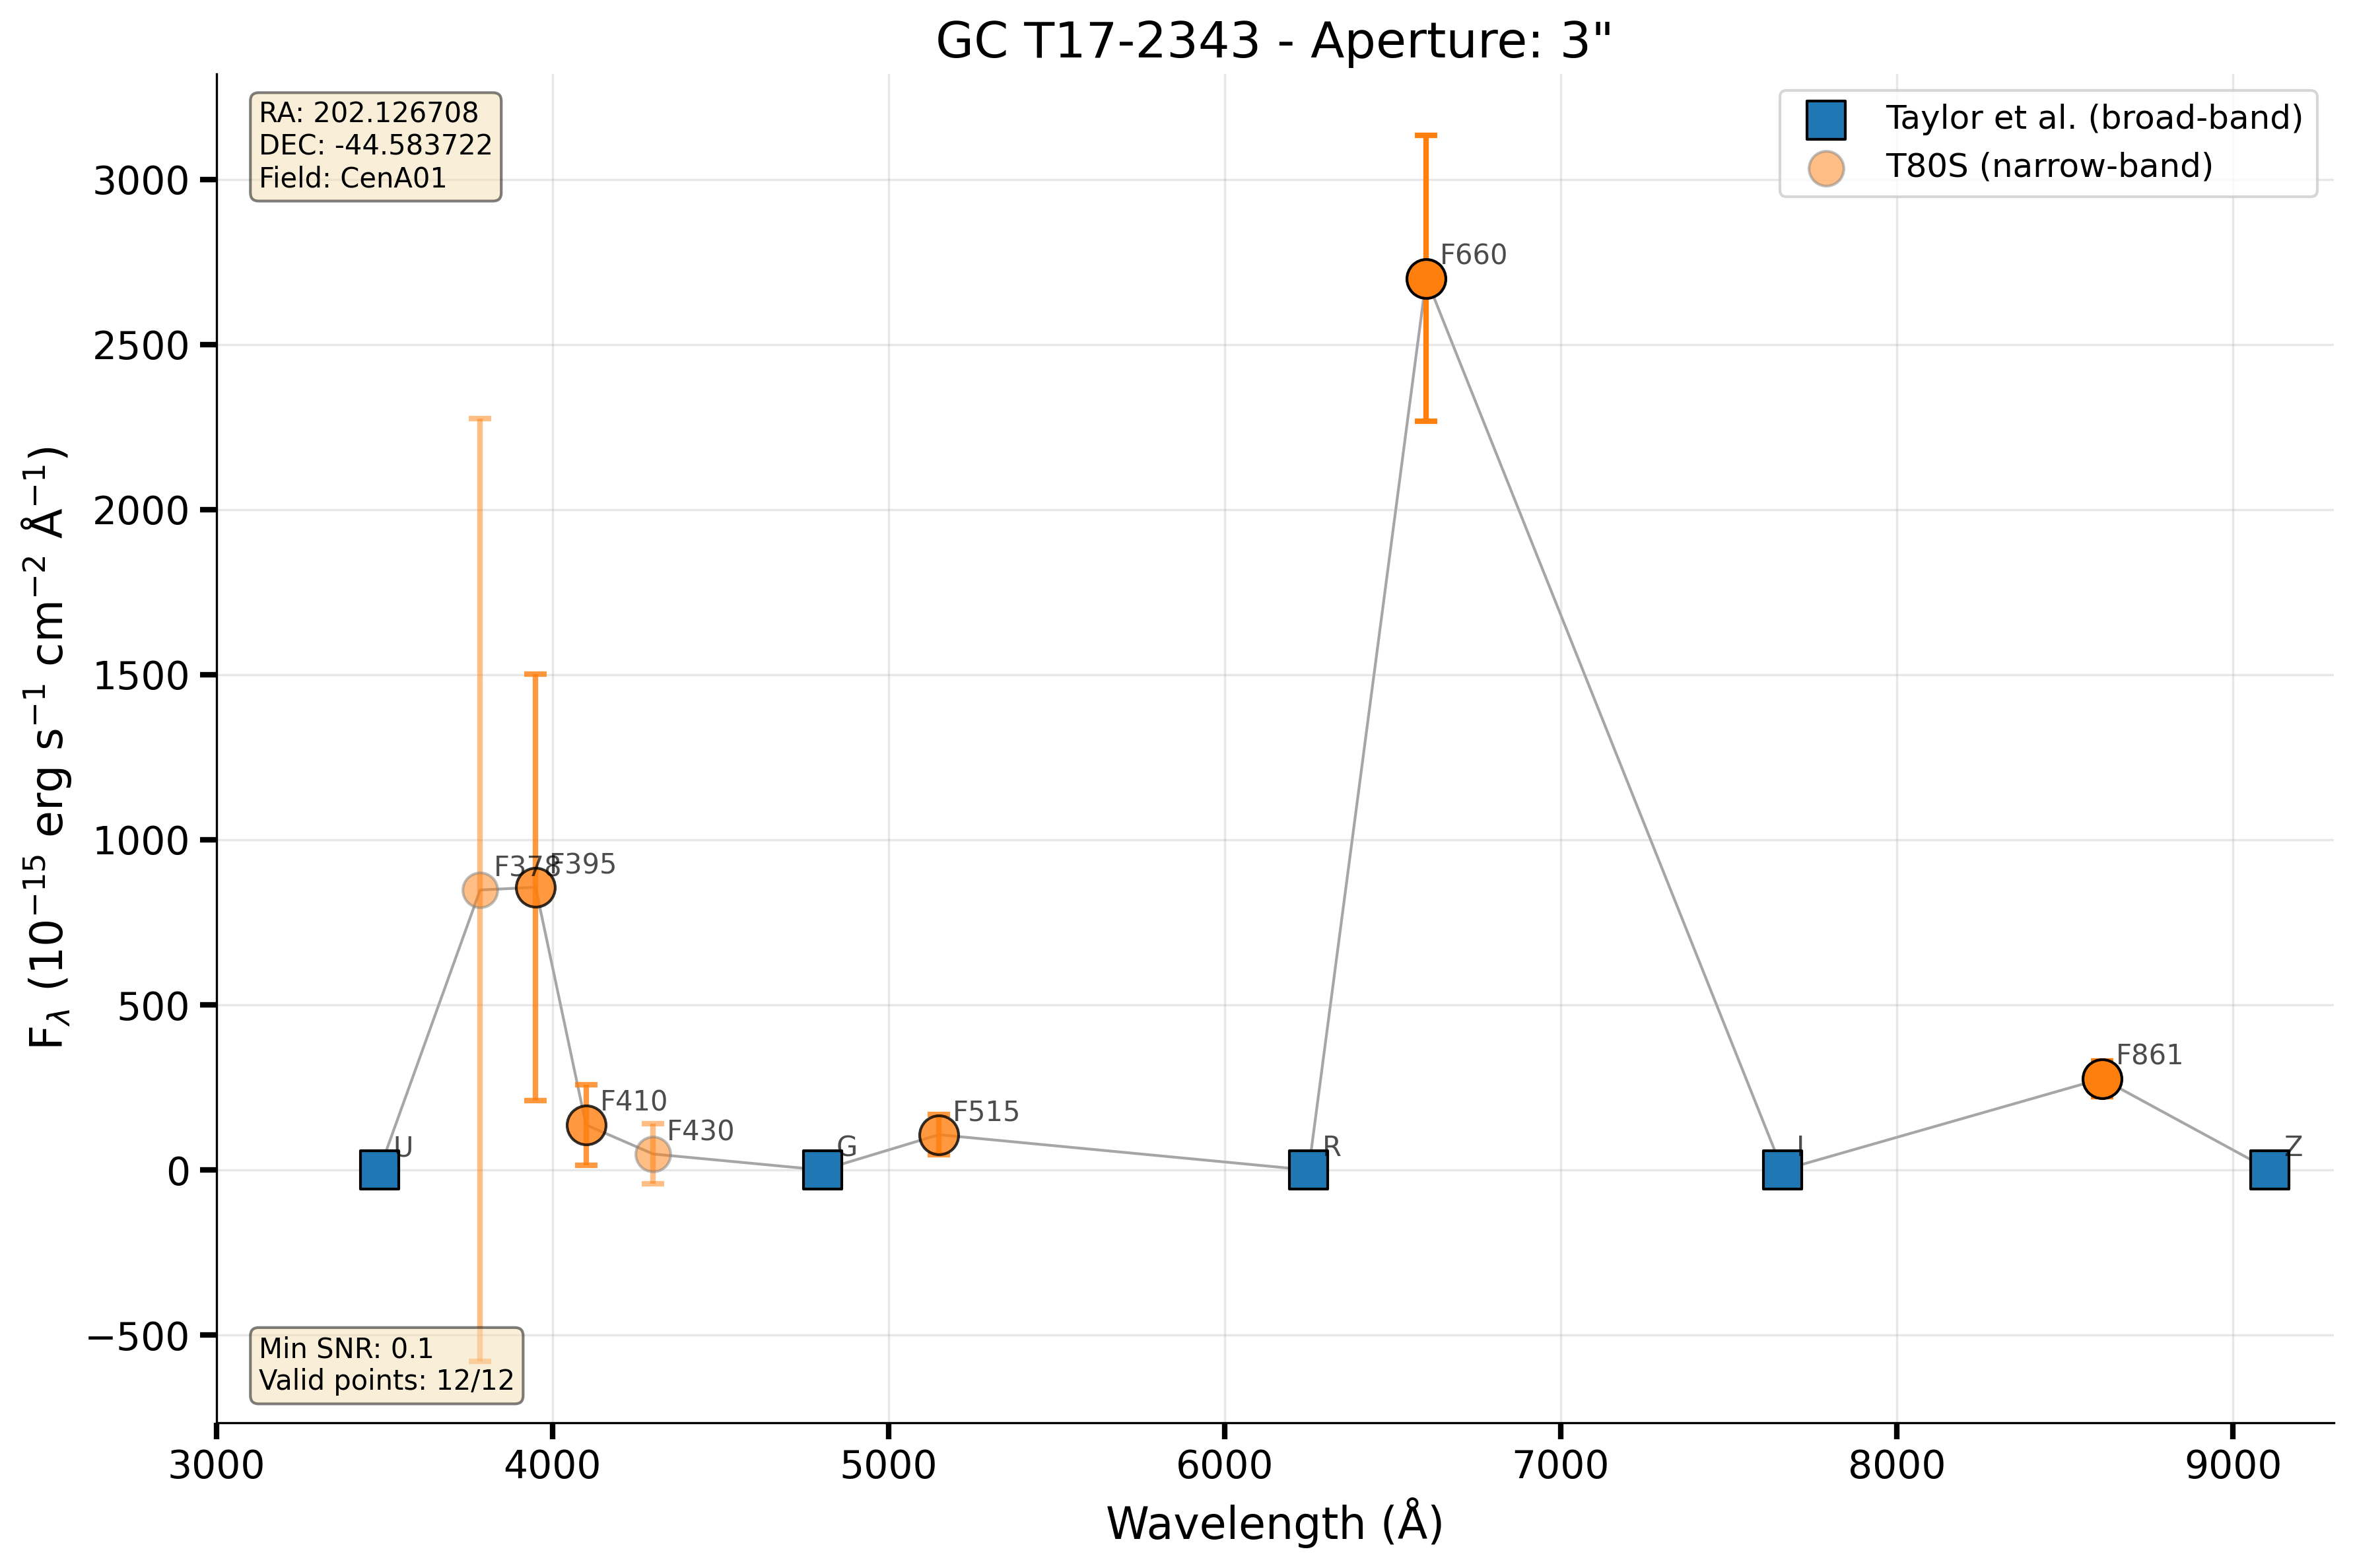 GC T17-2343 - Aperture: 3"
RA: 202.126708
DEC: -44.583722
Field: CenA01
Taylor et al. (broad-band)
T80S (narrow-band)
F$_\lambda$ (10$^{-15}$ erg s$^{-1}$ cm$^{-2}$ Å$^{-1}$)
3000
2500
2000
1500
1000
500
0
−500
F660
F378
F395
F410
F430
F515
F861
U
G
R
I
Z
Min SNR: 0.1
Valid points: 12/12
3000 4000 5000 6000 7000 8000 9000
Wavelength (Å)